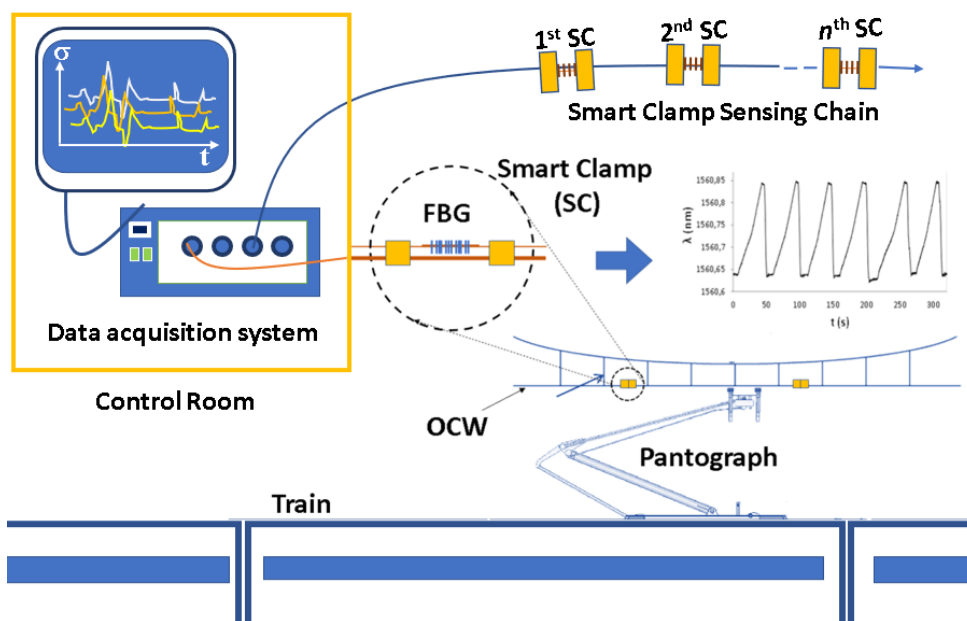 σ
t
Data acquisition system
Control Room
1st SC
2nd SC
nth SC
Smart Clamp Sensing Chain
Smart Clamp
(SC)
FBG
λ (nm)
1560,85
1560,8
1560,75
1560,7
1560,65
1560,6
0 50 100 150 200 250 300
t (s)
OCW
Pantograph
Train